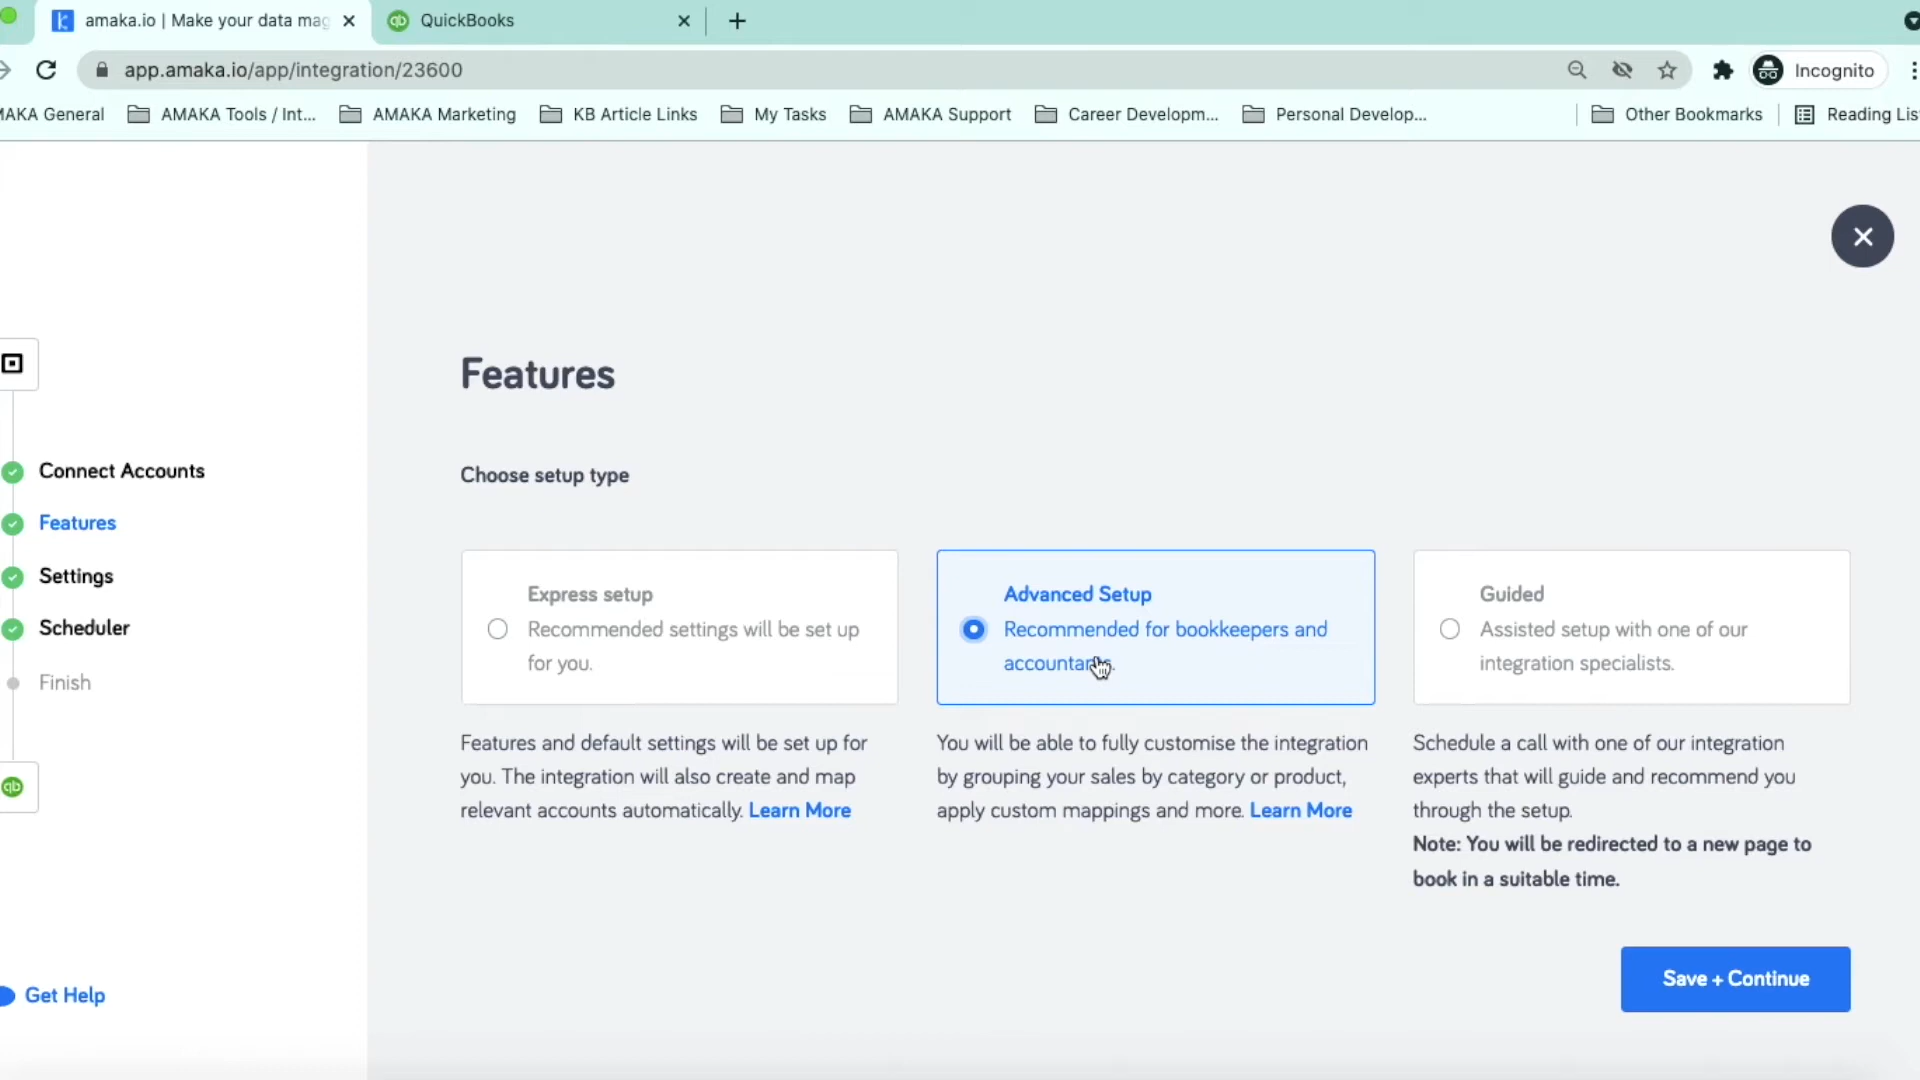 amaka.io | Make your data mag
QuickBooks
app.amaka.io/app/integration/23600
Incognito
AMAKA Tools / Int...
AMAKA Marketing
KB Article Links
My Tasks
AMAKA Support
Career Developm...
Personal Develop...
Other Bookmarks
Reading Lis
MAKA General
Features
Choose setup type
Connect Accounts
Features
Settings
Scheduler
Finish
Express setup
Recommended settings will be set up
for you.
Features and default settings will be set up for
you. The integration will also create and map
relevant accounts automatically. Learn More
Advanced Setup
Recommended for bookkeepers and
accountants.
You will be able to fully customise the integration
by grouping your sales by category or product,
apply custom mappings and more. Learn More
Guided
Assisted setup with one of our
integration specialists.
Schedule a call with one of our integration
experts that will guide and recommend you
through the setup.
Note: You will be redirected to a new page to
book in a suitable time.
Save + Continue
Get Help
qb